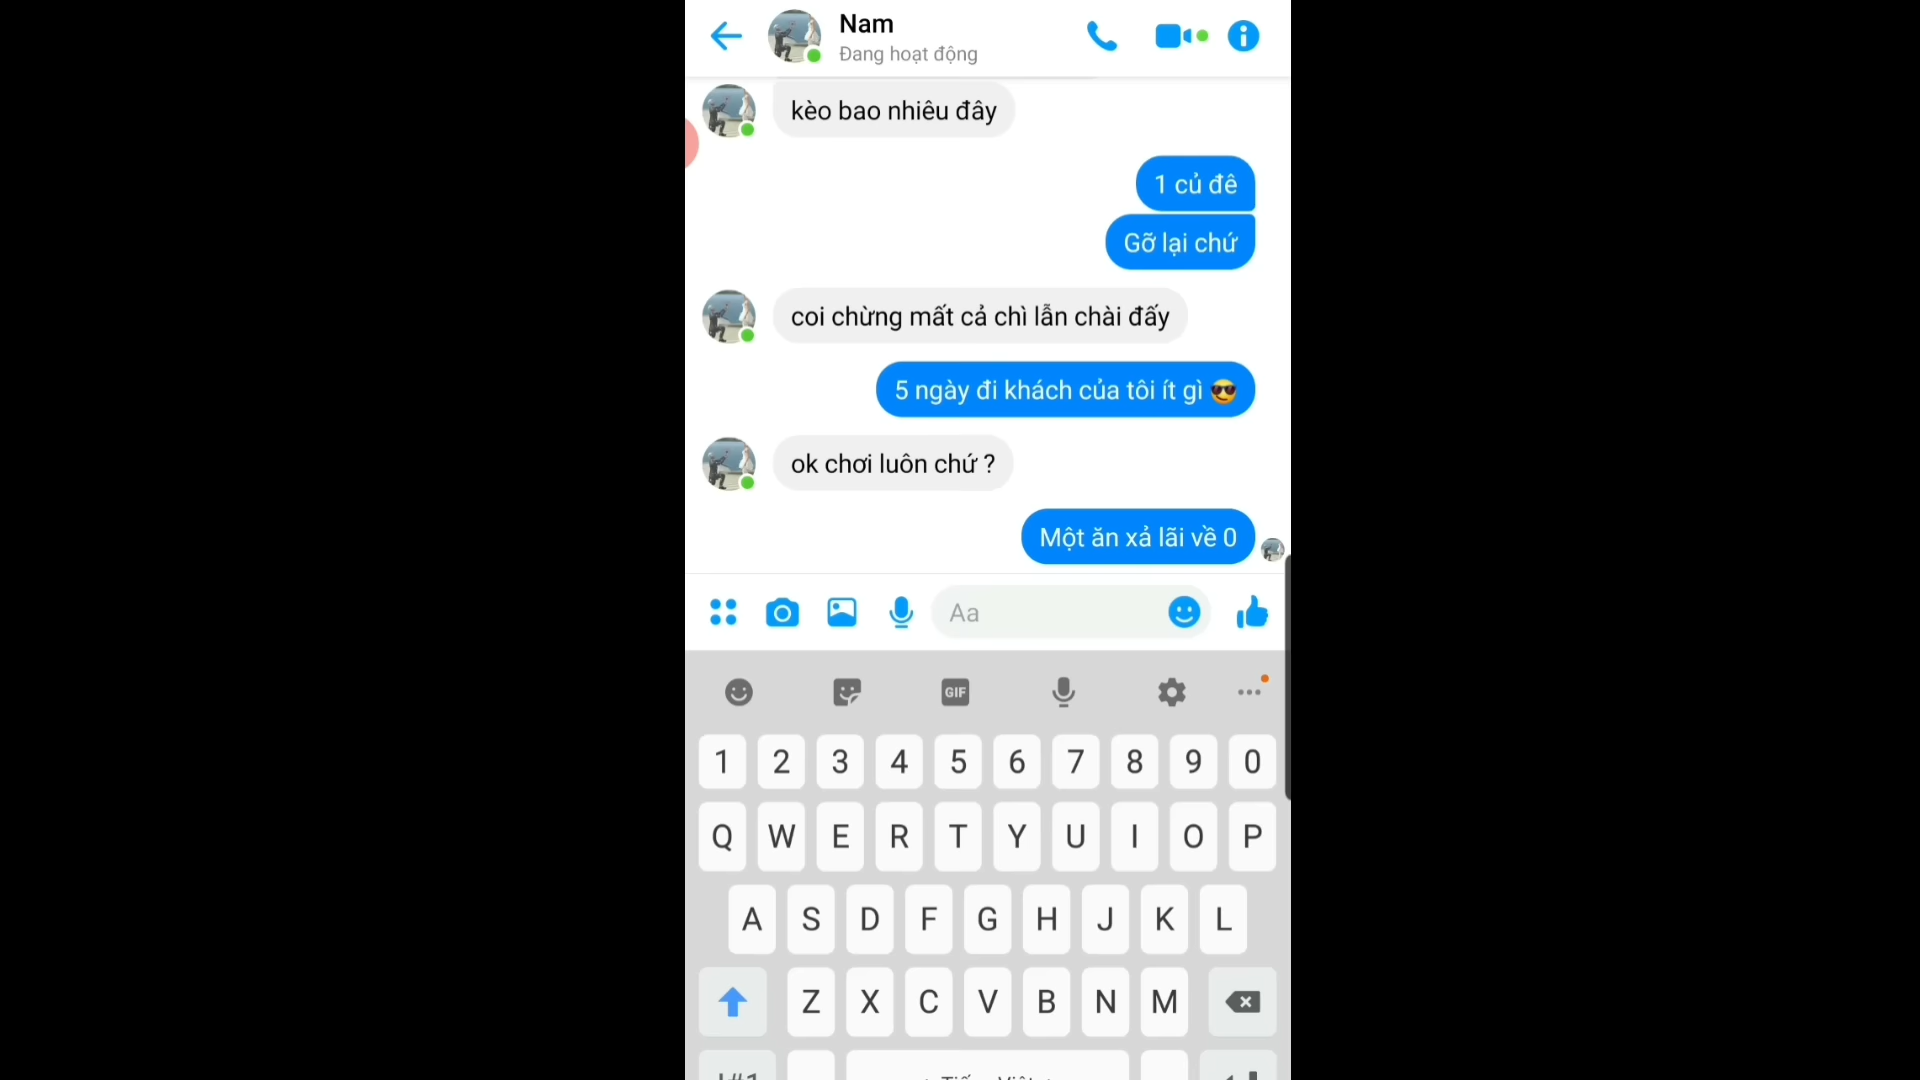 Nam
Đang hoạt động
kèo bao nhiêu đây
1 củ đê
Gỡ lại chứ
coi chừng mất cả chì lẫn chài đấy
5 ngày đi khách của tôi ít gì 😎
ok chơi luôn chứ ?
Một ăn xả lãi về 0
Aa
GIF
1 2 3 4 5 6 7 8 9 0
Q W E R T Y U I O P
A S D F G H J K L
Z X C V B N M